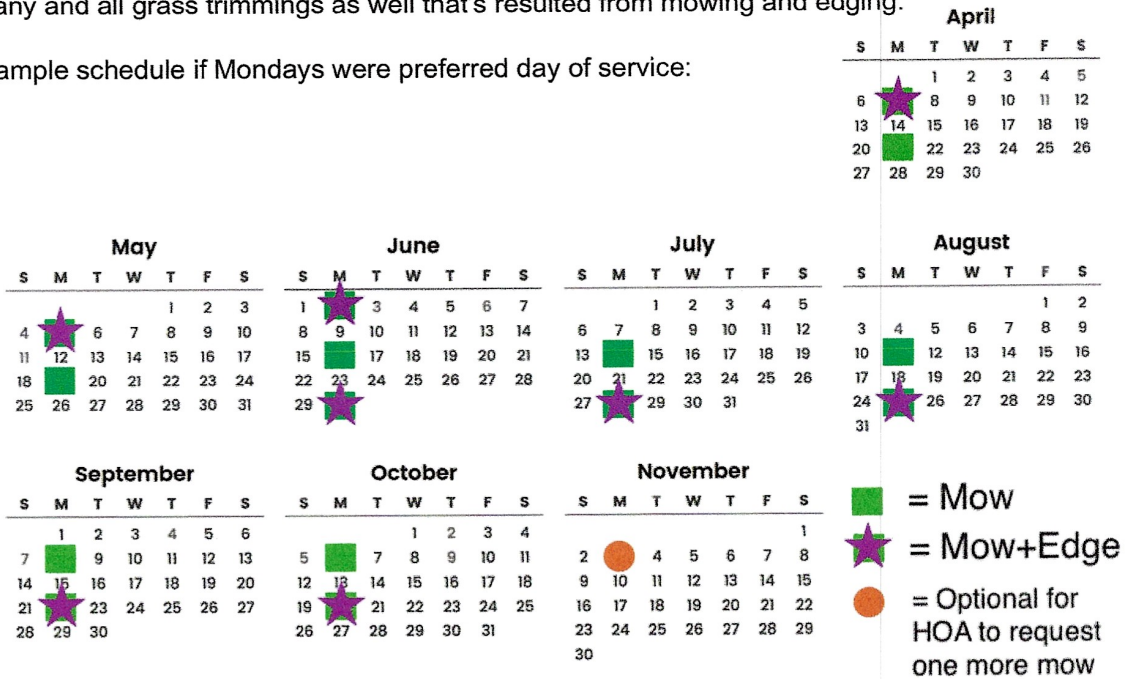 any and all grass trimmings as well that's resulted from mowing and edging.
ample schedule if Mondays were preferred day of service:
April
S M T W T F S
1 2 3 4 5
6 8 9 10 11 12
13 14 15 16 17 18 19
20 22 23 24 25 26
27 28 29 30
May
S M T W T F S
1 2 3
4 6 7 8 9 10
11 12 13 14 15 16 17
18 20 21 22 23 24
25 26 27 28 29 30 31
June
S M T W T F S
1 3 4 5 6 7
8 9 10 11 12 13 14
15 17 18 19 20 21
22 23 24 25 26 27 28
29
July
S M T W T F S
1 2 3 4 5
6 7 8 9 10 11 12
13 15 16 17 18 19
20 21 22 23 24 25 26
27 29 30 31
August
S M T W T F S
1 2
3 4 5 6 7 8 9
10 12 13 14 15 16
17 18 19 20 21 22 23
24 26 27 28 29 30
31
September
S M T W T F S
1 2 3 4 5 6
7 9 10 11 12 13
14 15 16 17 18 19 20
21 23 24 25 26 27
28 29 30
October
S M T W T F S
1 2 3 4
5 7 8 9 10 11
12 13 14 15 16 17 18
19 21 22 23 24 25
26 27 28 29 30 31
November
S M T W T F S
1
2 4 5 6 7 8
9 10 11 12 13 14 15
16 17 18 19 20 21 22
23 24 25 26 27 28 29
30
= Mow
= Mow+Edge
= Optional for
HOA to request
one more mow